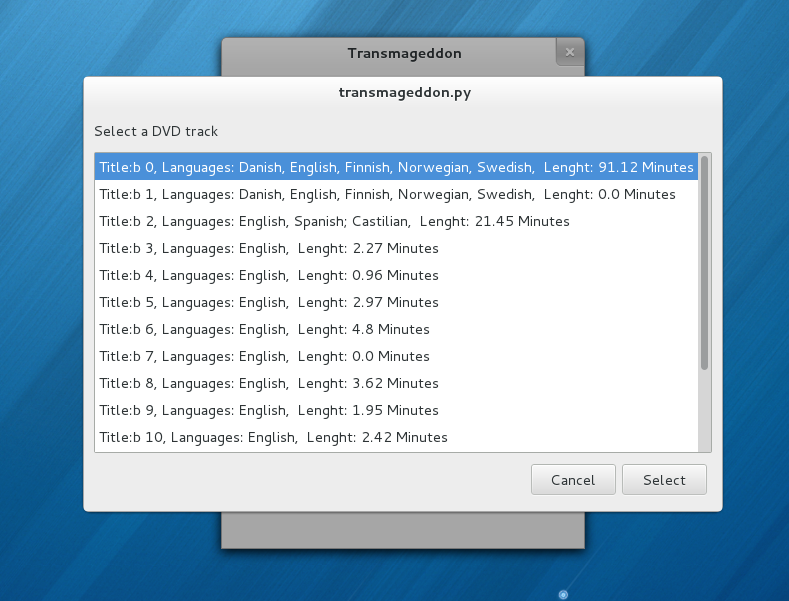 Transmageddon
transmageddon.py
Select a DVD track
Title:b 0, Languages: Danish, English, Finnish, Norwegian, Swedish,  Lenght: 91.12 Minutes
Title:b 1, Languages: Danish, English, Finnish, Norwegian, Swedish,  Lenght: 0.0 Minutes
Title:b 2, Languages: English, Spanish; Castilian,  Lenght: 21.45 Minutes
Title:b 3, Languages: English,  Lenght: 2.27 Minutes
Title:b 4, Languages: English,  Lenght: 0.96 Minutes
Title:b 5, Languages: English,  Lenght: 2.97 Minutes
Title:b 6, Languages: English,  Lenght: 4.8 Minutes
Title:b 7, Languages: English,  Lenght: 0.0 Minutes
Title:b 8, Languages: English,  Lenght: 3.62 Minutes
Title:b 9, Languages: English,  Lenght: 1.95 Minutes
Title:b 10, Languages: English,  Lenght: 2.42 Minutes
Cancel Select